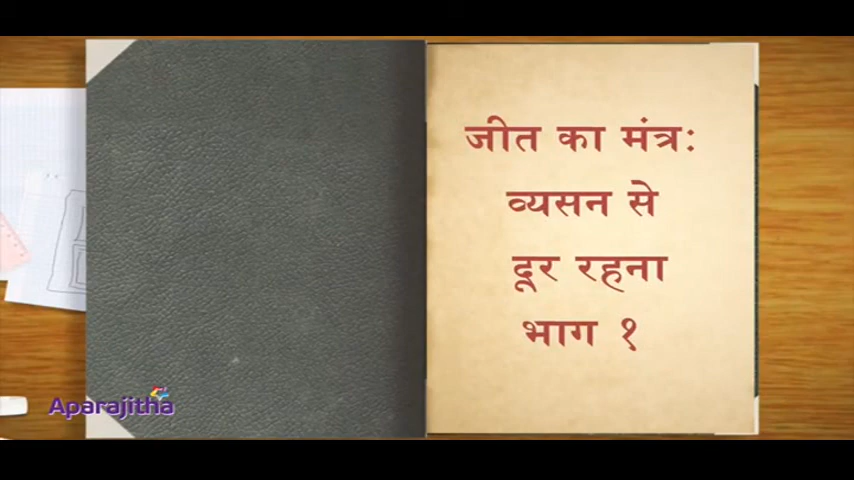 जीत का मंत्र:
व्यसन से
दूर रहना
भाग १
Aparajitha